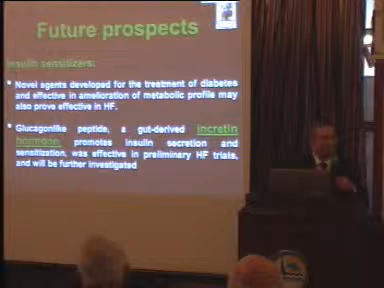 Future prospects
Insulin sensitizers:
Novel agents developed for the treatment of diabetes
and effective in amelioration of metabolic profile may
also prove effective in HF.
Glucagonlike peptide, a gut-derived incretin
hormone, promotes insulin secretion and
sensitization, was effective in preliminary HF trials,
and will be further investigated